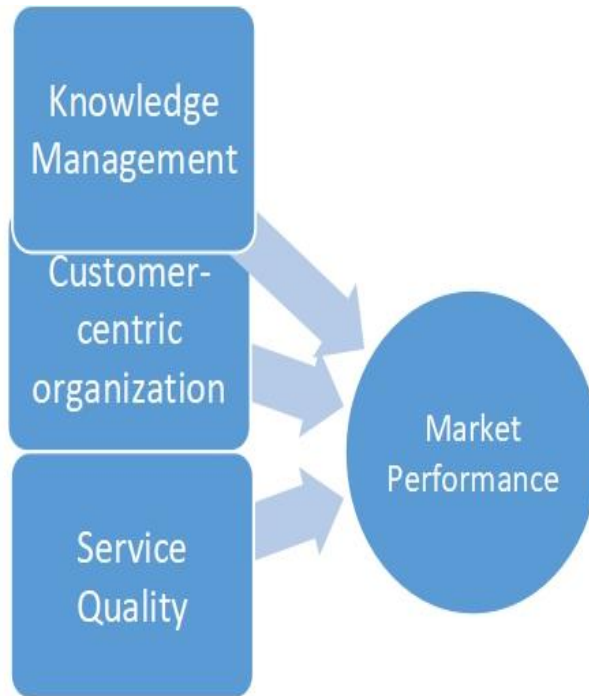 Knowledge
Management
Customer-
centric
organization
Service
Quality
Market
Performance